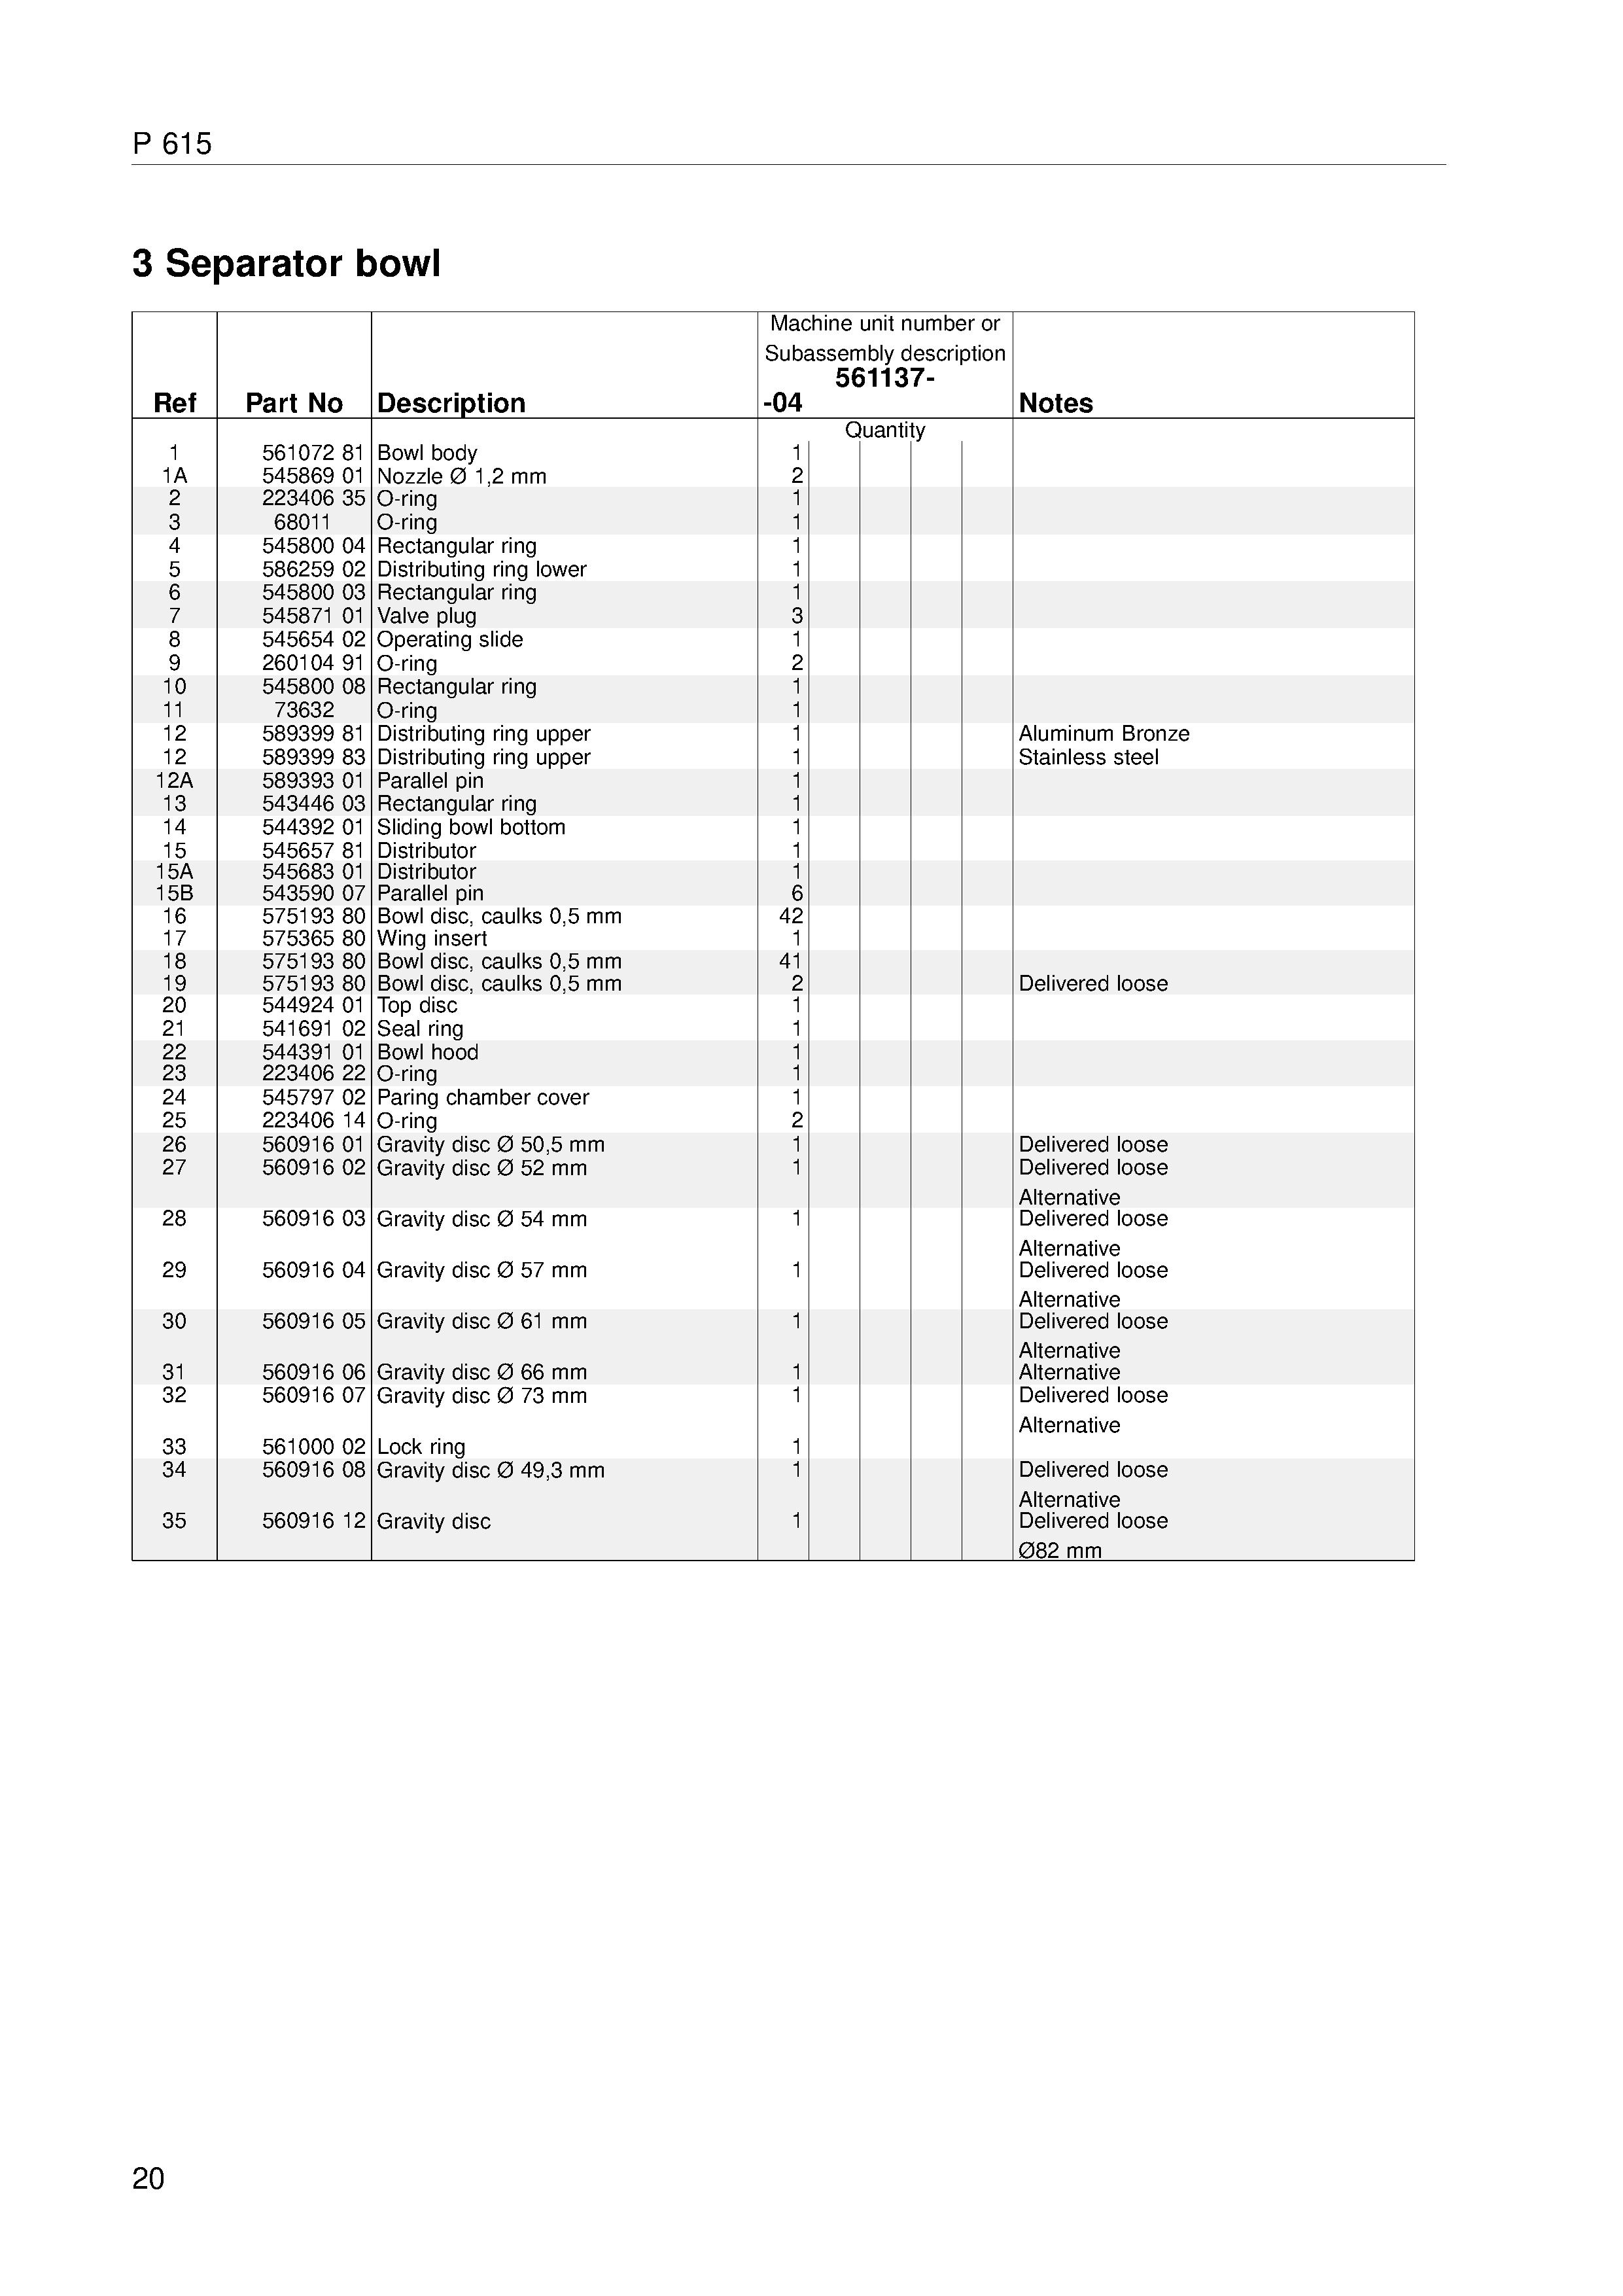 P 615
3 Separator bowl
Machine unit number or
Subassembly description
561137-
Ref Part No Description -04 Notes
Quantity
1 561072 81 Bowl body 1
1A 545869 01 Nozzle Ø 1,2 mm 2
2 223406 35 O-ring 1
3 68011 O-ring 1
4 545800 04 Rectangular ring 1
5 586259 02 Distributing ring lower 1
6 545800 03 Rectangular ring 1
7 545871 01 Valve plug 3
8 545654 02 Operating slide 1
9 260104 91 O-ring 2
10 545800 08 Rectangular ring 1
11 73632 O-ring 1
12 589399 81 Distributing ring upper 1 Aluminum Bronze
12 589399 83 Distributing ring upper 1 Stainless steel
12A 589393 01 Parallel pin 1
13 543446 03 Rectangular ring 1
14 544392 01 Sliding bowl bottom 1
15 545657 81 Distributor 1
15A 545683 01 Distributor 1
15B 543590 07 Parallel pin 6
16 575193 80 Bowl disc, caulks 0,5 mm 42
17 575365 80 Wing insert 1
18 575193 80 Bowl disc, caulks 0,5 mm 41
19 575193 80 Bowl disc, caulks 0,5 mm 2 Delivered loose
20 544924 01 Top disc 1
21 541691 02 Seal ring 1
22 544391 01 Bowl hood 1
23 223406 22 O-ring 1
24 545797 02 Paring chamber cover 1
25 223406 14 O-ring 2
26 560916 01 Gravity disc Ø 50,5 mm 1 Delivered loose
27 560916 02 Gravity disc Ø 52 mm 1 Delivered loose
Alternative
28 560916 03 Gravity disc Ø 54 mm 1 Delivered loose
Alternative
29 560916 04 Gravity disc Ø 57 mm 1 Delivered loose
Alternative
30 560916 05 Gravity disc Ø 61 mm 1 Delivered loose
Alternative
31 560916 06 Gravity disc Ø 66 mm 1 Alternative
32 560916 07 Gravity disc Ø 73 mm 1 Delivered loose
Alternative
33 561000 02 Lock ring 1
34 560916 08 Gravity disc Ø 49,3 mm 1 Delivered loose
Alternative
35 560916 12 Gravity disc 1 Delivered loose
Ø82 mm
20